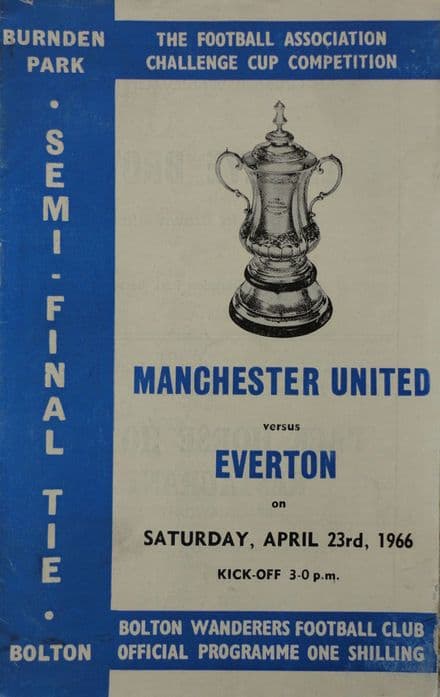 BURNDEN
PARK
• SEMI-FINAL TIE •
BOLTON
THE FOOTBALL ASSOCIATION
CHALLENGE CUP COMPETITION
MANCHESTER UNITED
versus
EVERTON
on
SATURDAY, APRIL 23rd, 1966
KICK-OFF 3-0 p.m.
BOLTON WANDERERS FOOTBALL CLUB
OFFICIAL PROGRAMME ONE SHILLING